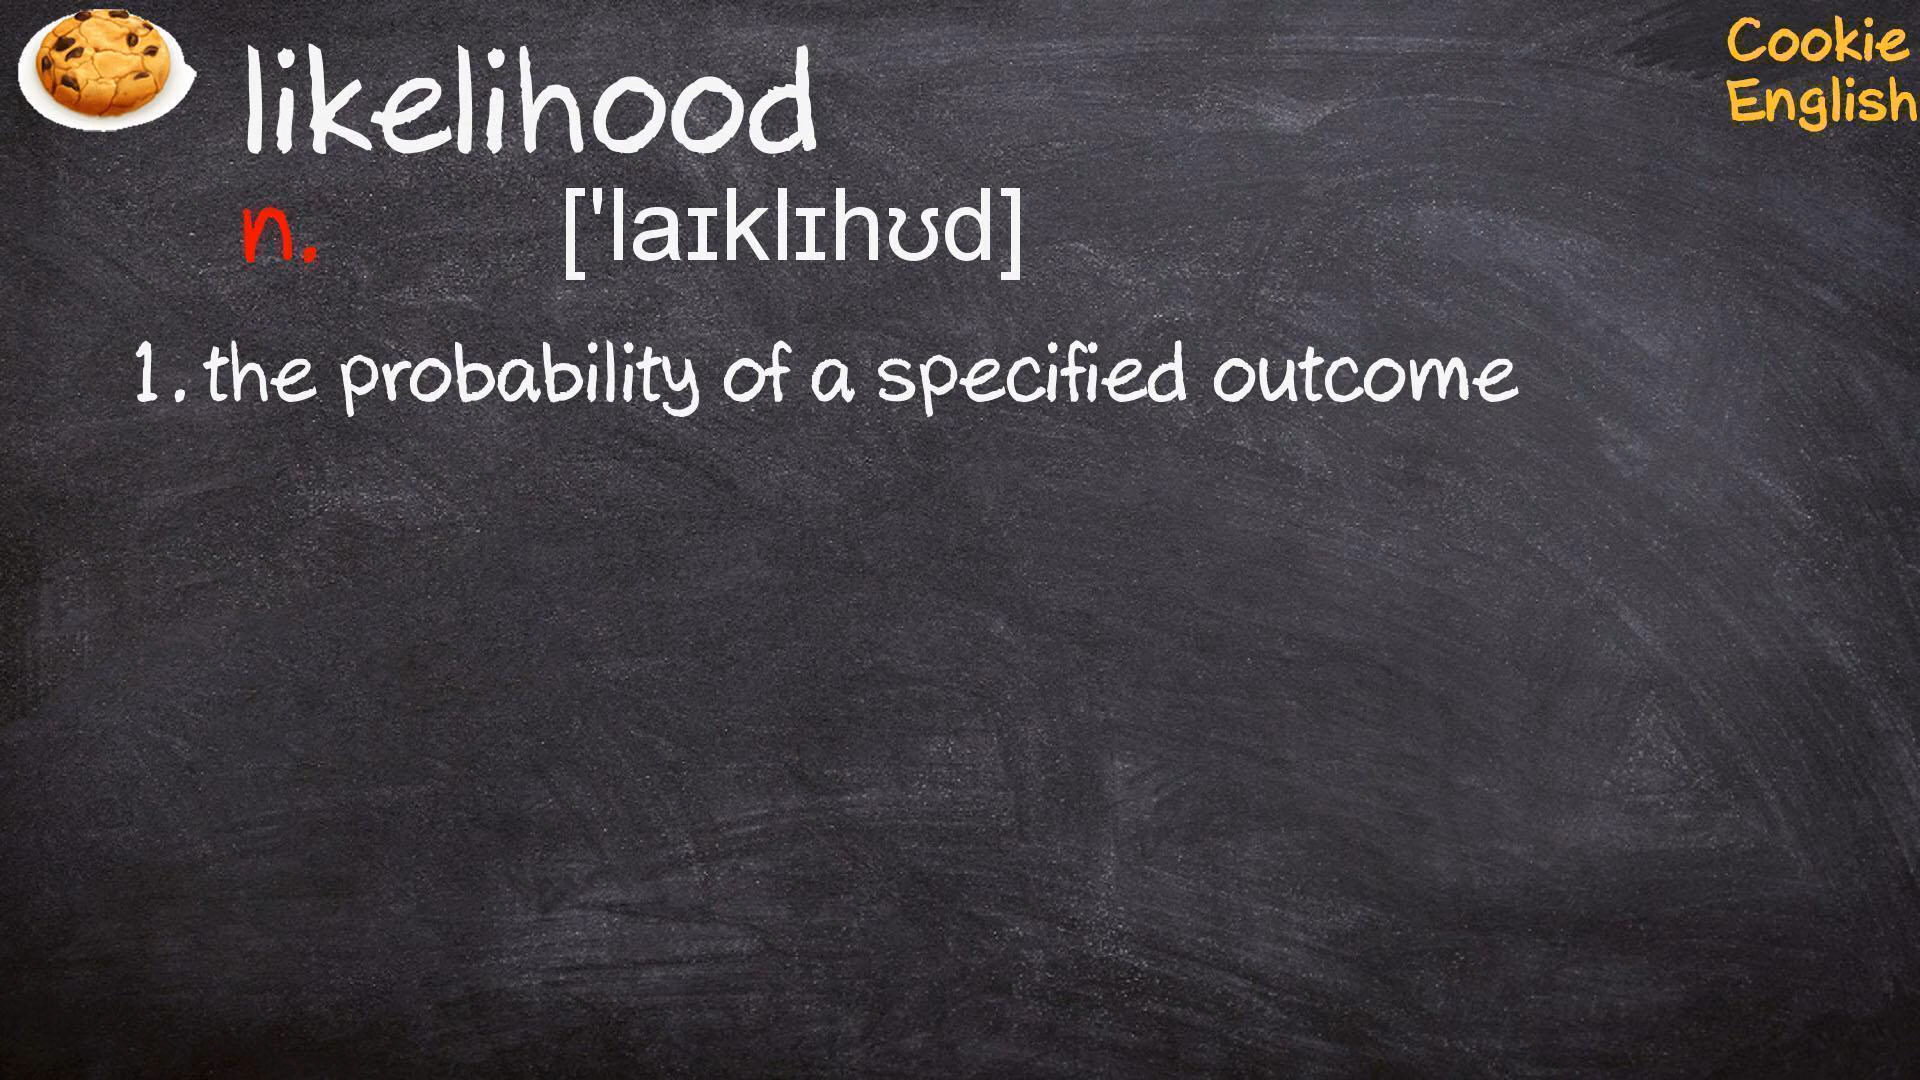 likelihood
Cookie
English
n. ['laɪklɪhʊd]
1. the probability of a specified outcome